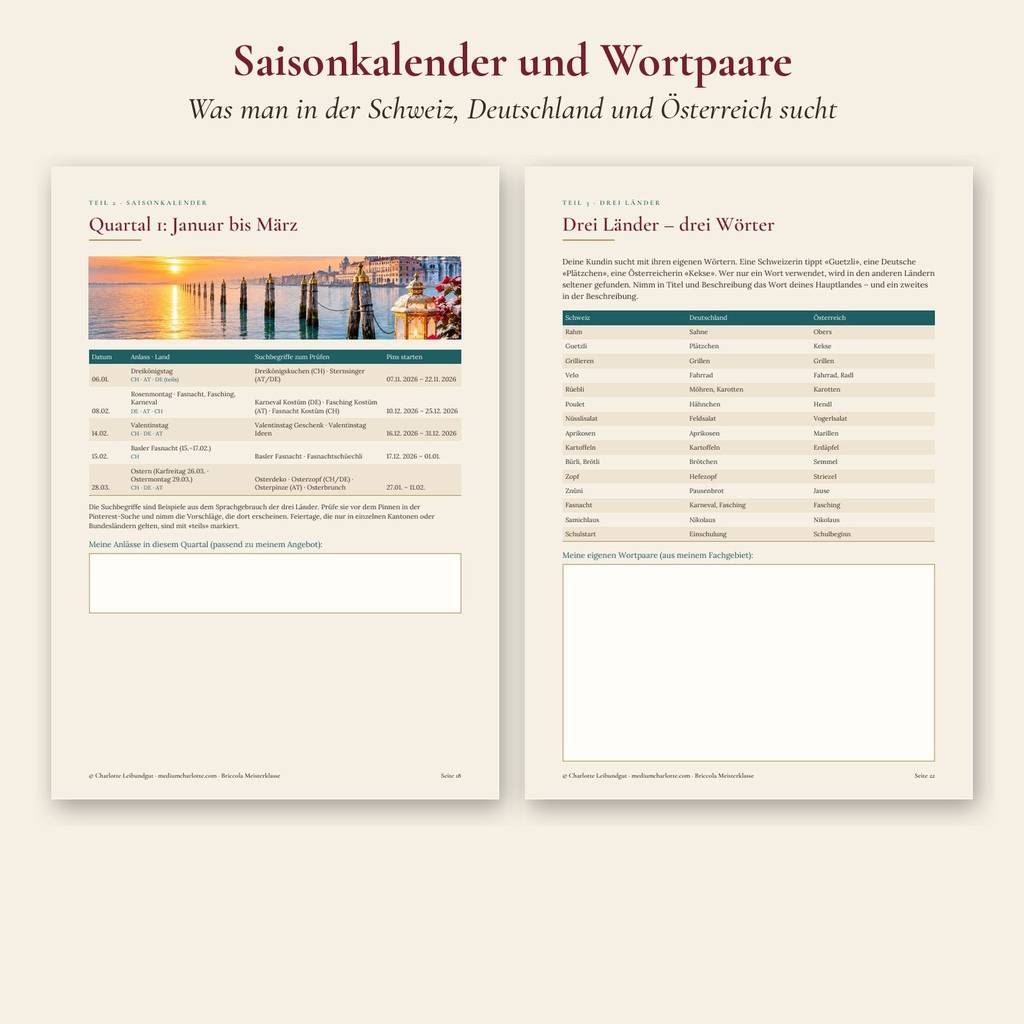 Saisonkalender und Wortpaare
Was man in der Schweiz, Deutschland und Österreich sucht
TEIL 2 · SAISONKALENDER
Quartal 1: Januar bis März
Datum Anlass · Land Suchbegriffe zum Prüfen Pins starten
Dreikönigstag Dreikönigskuchen (CH) · Sternsinger
06.01. CH · AT · DE (teils) (AT/DE) 07.11. 2026 – 22.11. 2026
Rosenmontag · Fasnacht, Fasching,
Karneval Karneval Kostüm (DE) · Fasching Kostüm
08.02. DE · AT · CH (AT) · Fasnacht Kostüm (CH) 10.12. 2026 – 25.12. 2026
Valentinstag Valentinstag Geschenk · Valentinstag
14.02. CH · DE · AT Ideen 16.12. 2026 – 31.12. 2026
Basler Fasnacht (15.–17.02.)
15.02. CH Basler Fasnacht · Fasnachtschüechli 17.12. 2026 – 01.01.
Ostern (Karfreitag 26.03. ·
Ostermontag 29.03.) Osterdeko · Osterzopf (CH/DE) ·
28.03. CH · DE · AT Osterpinze (AT) · Osterbrunch 27.01. – 11.02.
Die Suchbegriffe sind Beispiele aus dem Sprachgebrauch der drei Länder. Prüfe sie vor dem Pinnen in der
Pinterest-Suche und nimm die Vorschläge, die dort erscheinen. Feiertage, die nur in einzelnen Kantonen oder
Bundesländern gelten, sind mit «teils» markiert.
Meine Anlässe in diesem Quartal (passend zu meinem Angebot):
© Charlotte Leibundgut · mediumcharlotte.com · Briccola Meisterklasse Seite 18
TEIL 3 · DREI LÄNDER
Drei Länder – drei Wörter
Deine Kundin sucht mit ihren eigenen Wörtern. Eine Schweizerin tippt «Guetzli», eine Deutsche
«Plätzchen», eine Österreicherin «Kekse». Wer nur ein Wort verwendet, wird in den anderen Ländern
seltener gefunden. Nimm in Titel und Beschreibung das Wort deines Hauptlandes – und ein zweites
in der Beschreibung.
Schweiz Deutschland Österreich
Rahm Sahne Obers
Guetzli Plätzchen Kekse
Grillieren Grillen Grillen
Velo Fahrrad Fahrrad, Radl
Rüebli Möhren, Karotten Karotten
Poulet Hähnchen Hendl
Nüsslisalat Feldsalat Vogerlsalat
Aprikosen Aprikosen Marillen
Kartoffeln Kartoffeln Erdäpfel
Bürli, Brötli Brötchen Semmel
Zopf Hefezopf Striezel
Znüni Pausenbrot Jause
Fasnacht Karneval, Fasching Fasching
Samichlaus Nikolaus Nikolaus
Schulstart Einschulung Schulbeginn
Meine eigenen Wortpaare (aus meinem Fachgebiet):
© Charlotte Leibundgut · mediumcharlotte.com · Briccola Meisterklasse Seite 22